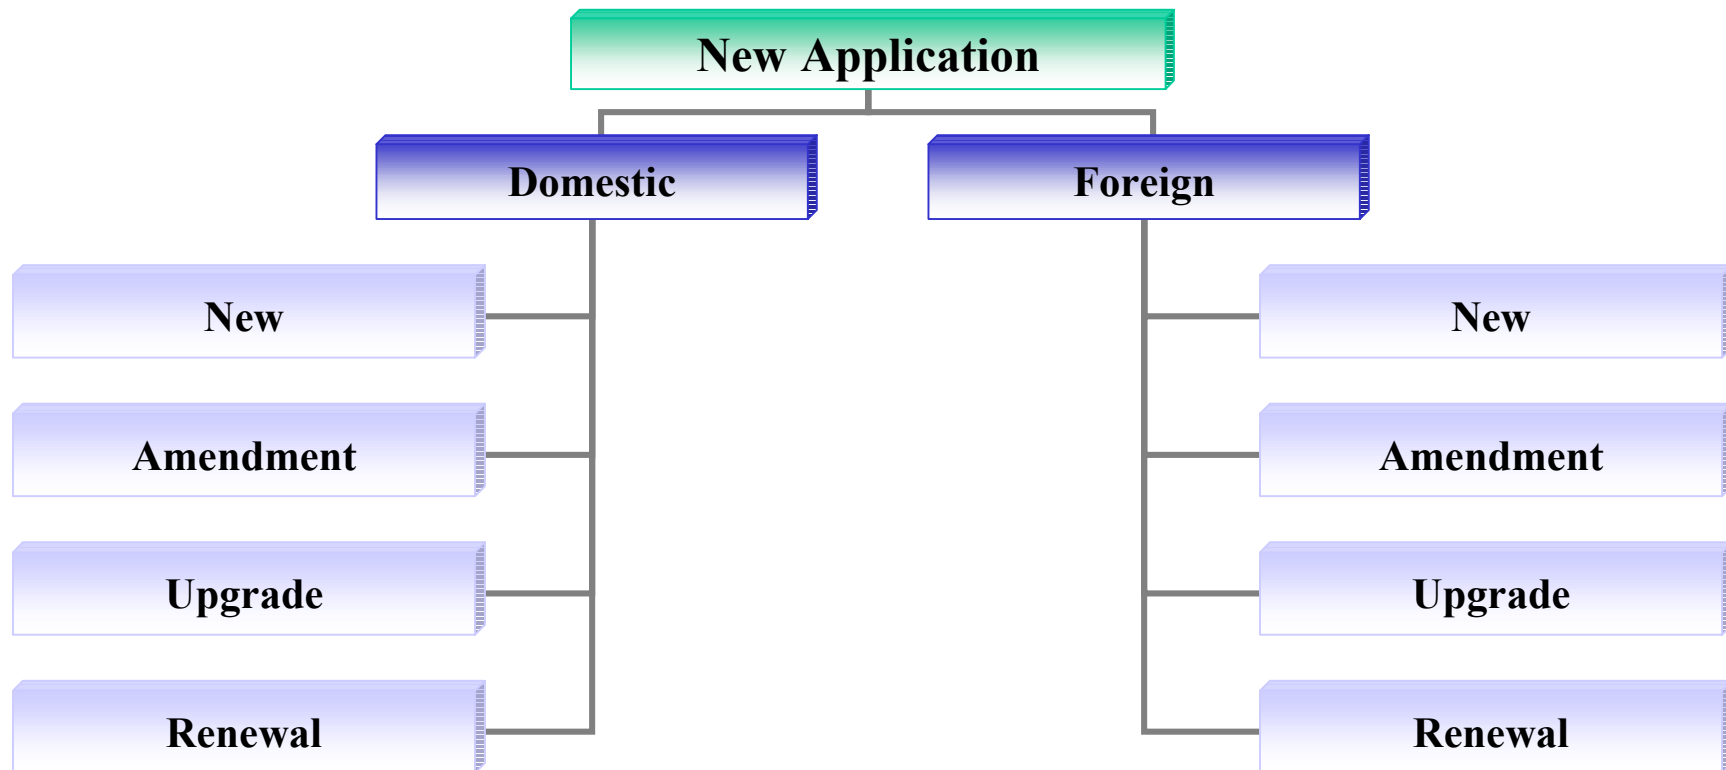 New Application
Domestic
Foreign
New
New
Amendment
Amendment
Upgrade
Upgrade
Renewal
Renewal